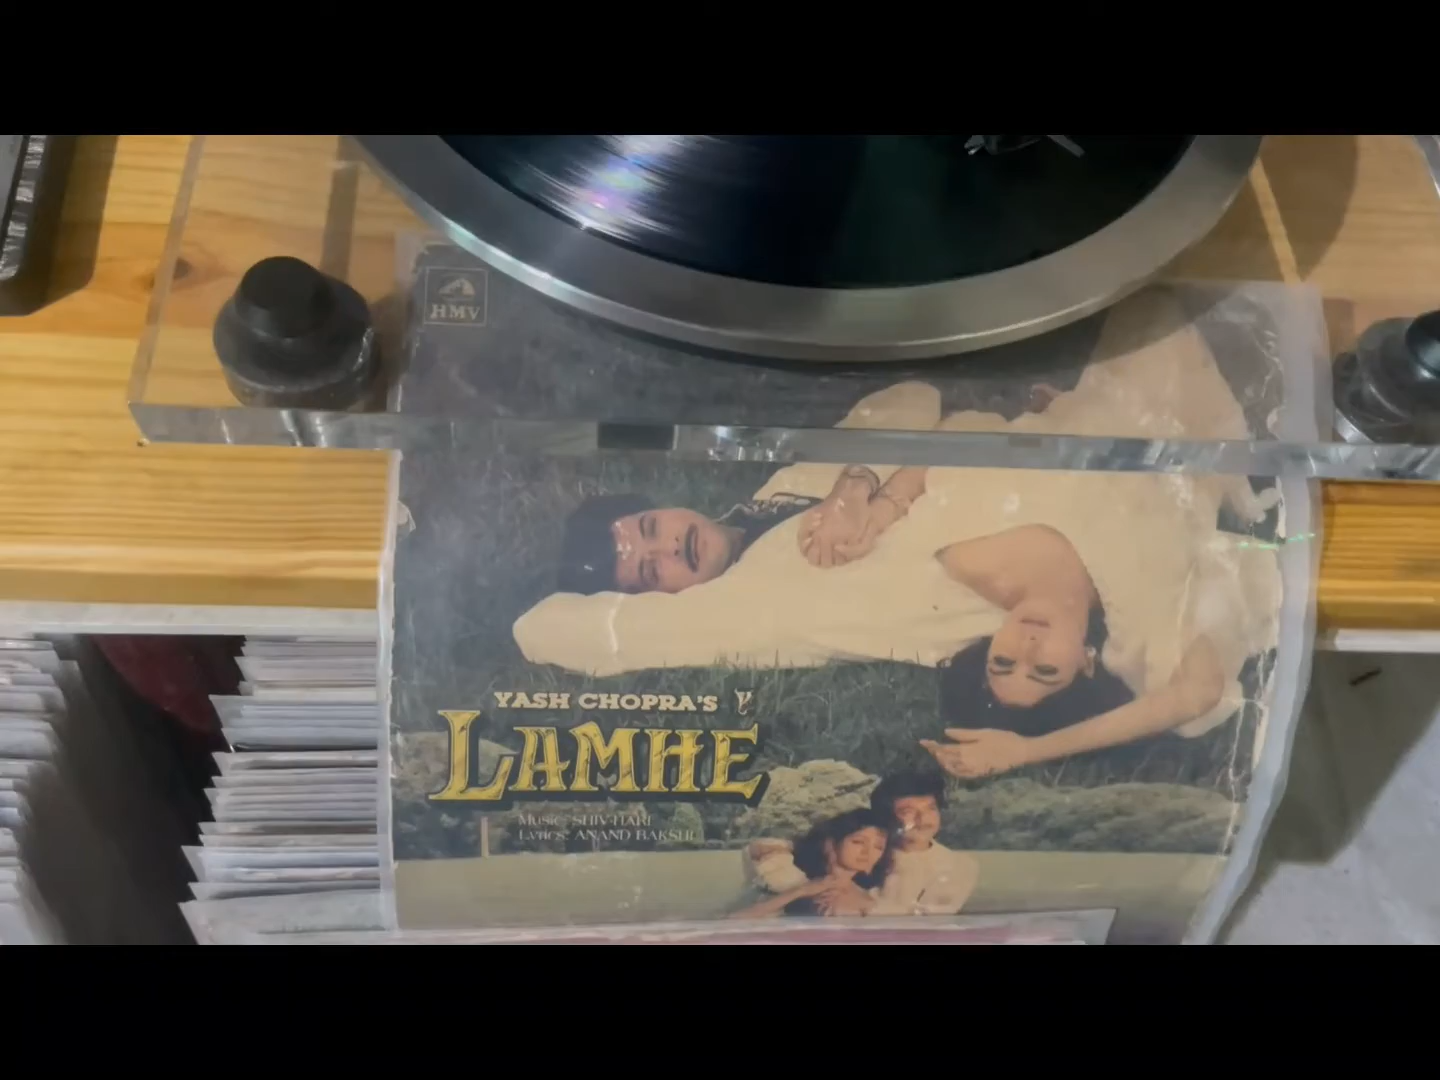 HMV
YASH CHOPRA'S
LAMHE
Music: SHIV-HARI
Lyrics: ANAND BAKSHI